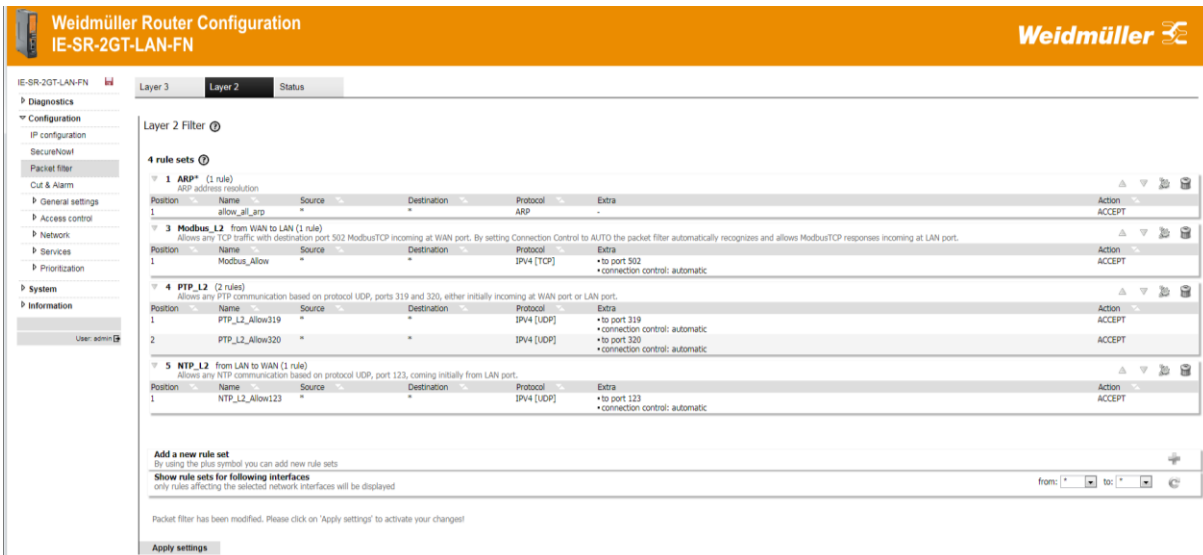 Weidmüller Router Configuration
IE-SR-2GT-LAN-FN
Weidmüller
IE-SR-2GT-LAN-FN
Diagnostics
Configuration
IP configuration
SecureNow!
Packet filter
Cut & Alarm
General settings
Access control
Network
Services
Prioritization
System
Information
User: admin
Layer 3 Layer 2 Status
Layer 2 Filter ?
4 rule sets ?
1 ARP* (1 rule)
ARP address resolution
Position Name Source Destination Protocol Extra Action
1 allow_all_arp * * ARP - ACCEPT
3 Modbus_L2 from WAN to LAN (1 rule)
Allows any TCP traffic with destination port 502 ModbusTCP incoming at WAN port. By setting Connection Control to AUTO the packet filter automatically recognizes and allows ModbusTCP responses incoming at LAN port.
Position Name Source Destination Protocol Extra Action
1 Modbus_Allow * * IPV4 [TCP] • to port 502 ACCEPT
• connection control: automatic
4 PTP_L2 (2 rules)
Allows any PTP communication based on protocol UDP, ports 319 and 320, either initially incoming at WAN port or LAN port.
Position Name Source Destination Protocol Extra Action
1 PTP_L2_Allow319 * * IPV4 [UDP] • to port 319 ACCEPT
• connection control: automatic
2 PTP_L2_Allow320 * * IPV4 [UDP] • to port 320 ACCEPT
• connection control: automatic
5 NTP_L2 from LAN to WAN (1 rule)
Allows any NTP communication based on protocol UDP, port 123, coming initially from LAN port.
Position Name Source Destination Protocol Extra Action
1 NTP_L2_Allow123 * * IPV4 [UDP] • to port 123 ACCEPT
• connection control: automatic
Add a new rule set
By using the plus symbol you can add new rule sets
Show rule sets for following interfaces
only rules affecting the selected network interfaces will be displayed
from: * to: *
Packet filter has been modified. Please click on 'Apply settings' to activate your changes!
Apply settings